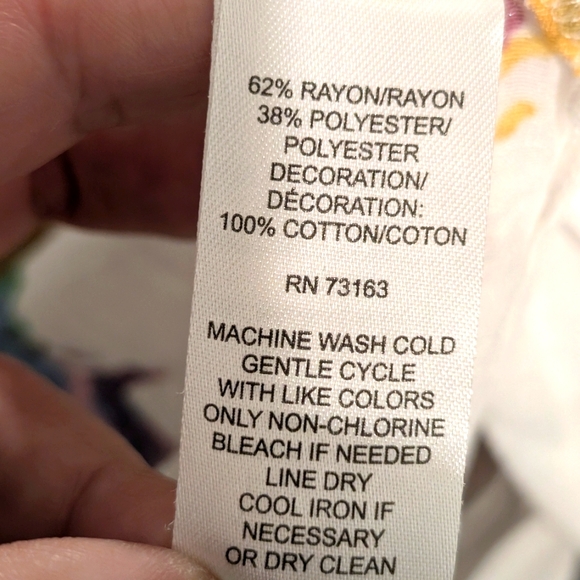 62% RAYON/RAYON
38% POLYESTER/
POLYESTER
DECORATION/
DÉCORATION:
100% COTTON/COTON
RN 73163
MACHINE WASH COLD
GENTLE CYCLE
WITH LIKE COLORS
ONLY NON-CHLORINE
BLEACH IF NEEDED
LINE DRY
COOL IRON IF
NECESSARY
OR DRY CLEAN